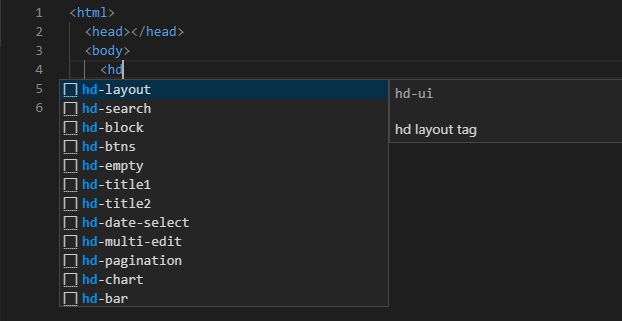 1 <html>
2 <head></head>
3 <body>
4 <hd
5
6
hd-layout
hd-search
hd-block
hd-btns
hd-empty
hd-title1
hd-title2
hd-date-select
hd-multi-edit
hd-pagination
hd-chart
hd-bar
hd-ui
hd layout tag